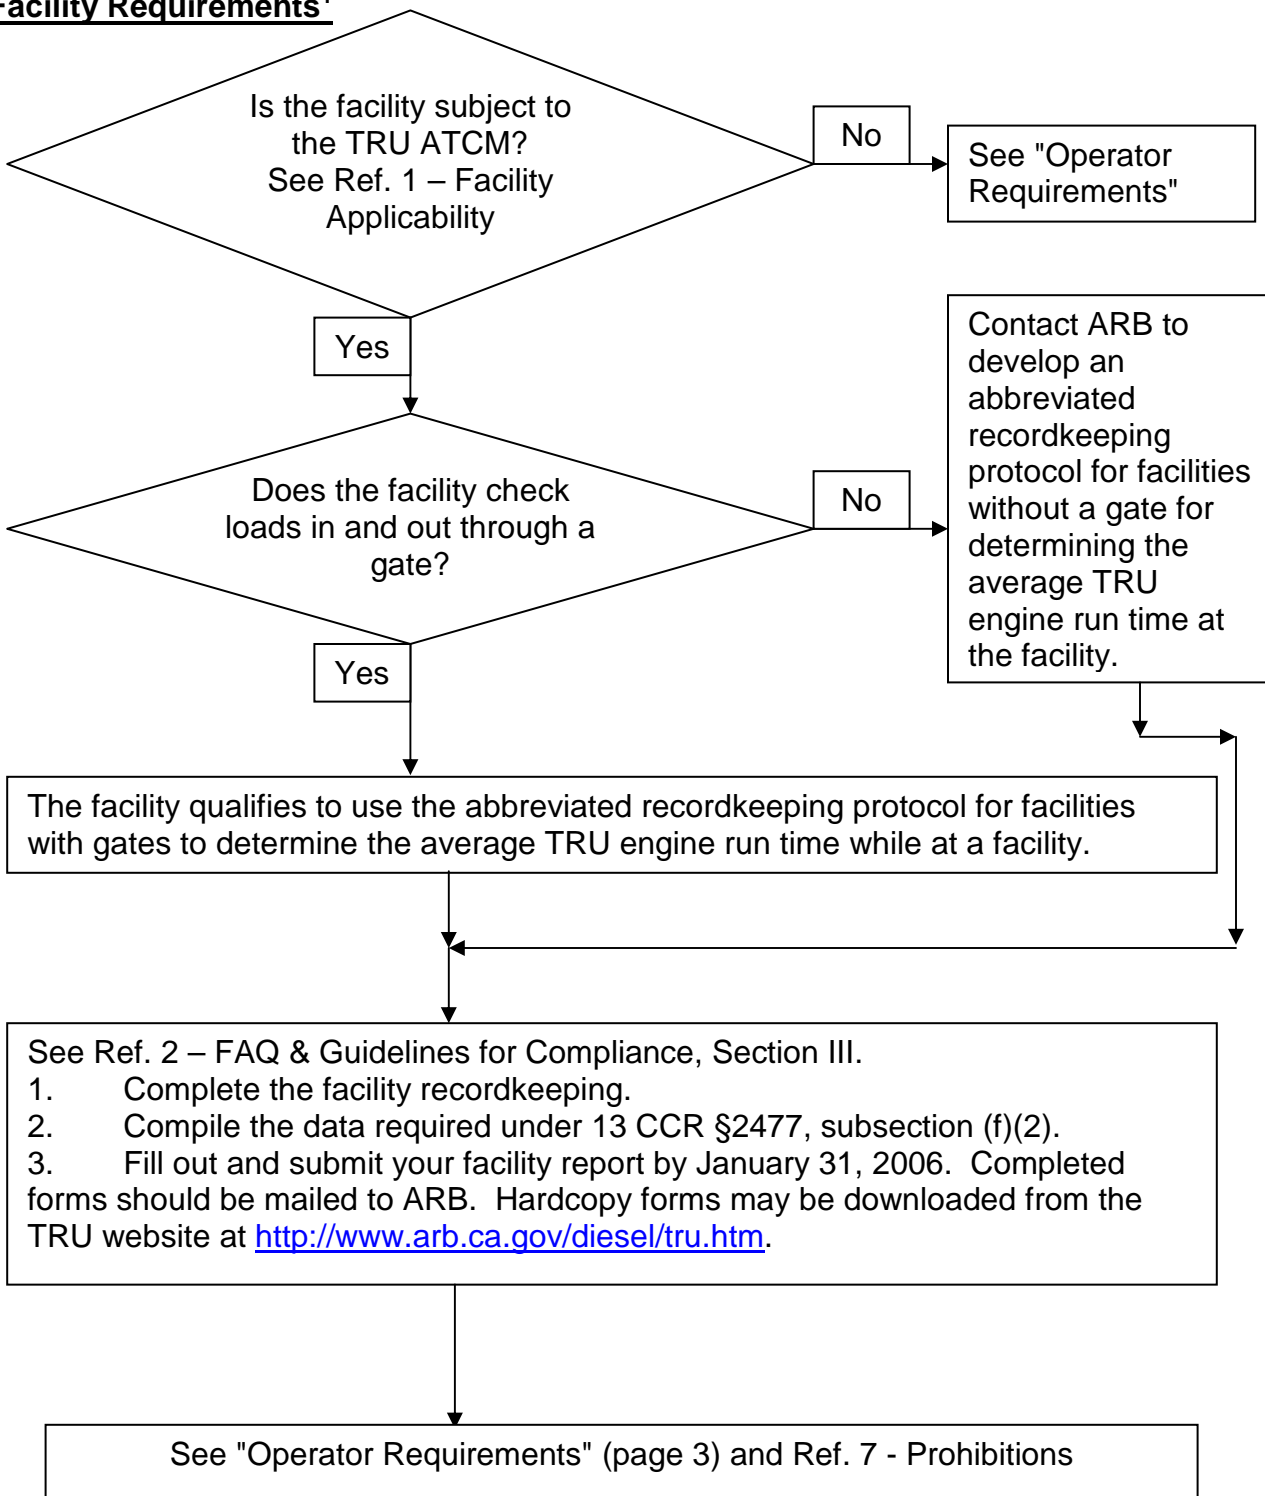 Facility Requirements
Is the facility subject to
the TRU ATCM?
See Ref. 1 – Facility
Applicability
No
See "Operator
Requirements"
Yes
Does the facility check
loads in and out through a
gate?
No
Contact ARB to
develop an
abbreviated
recordkeeping
protocol for facilities
without a gate for
determining the
average TRU
engine run time at
the facility.
Yes
The facility qualifies to use the abbreviated recordkeeping protocol for facilities
with gates to determine the average TRU engine run time while at a facility.
See Ref. 2 – FAQ & Guidelines for Compliance, Section III.
1. Complete the facility recordkeeping.
2. Compile the data required under 13 CCR §2477, subsection (f)(2).
3. Fill out and submit your facility report by January 31, 2006. Completed
forms should be mailed to ARB. Hardcopy forms may be downloaded from the
TRU website at http://www.arb.ca.gov/diesel/tru.htm.
See "Operator Requirements" (page 3) and Ref. 7 - Prohibitions